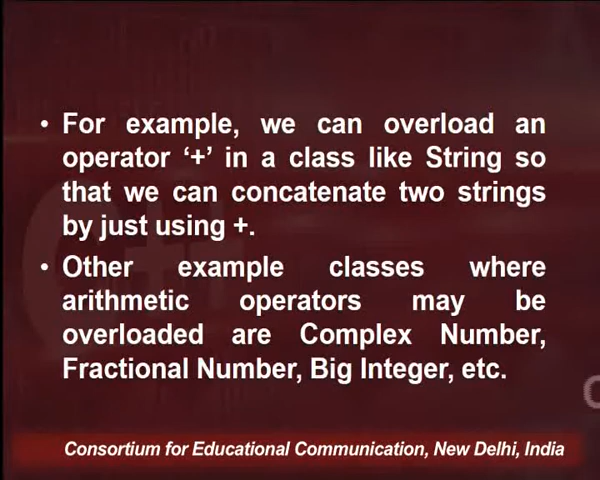 • For example, we can overload an
operator ‘+’ in a class like String so
that we can concatenate two strings
by just using +.
• Other example classes where
arithmetic operators may be
overloaded are Complex Number,
Fractional Number, Big Integer, etc.
Consortium for Educational Communication, New Delhi, India